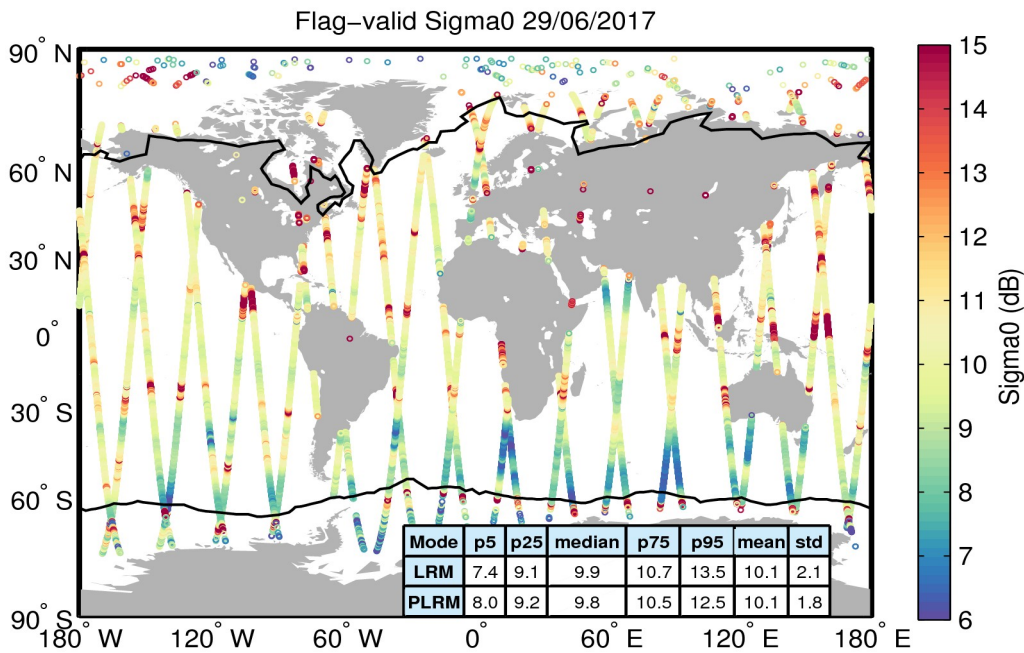 Flag−valid Sigma0 29/06/2017
90° N
60° N
30° N
0°
30° S
60° S
90° S
180° W
120° W
60° W
0°
60° E
120° E
180° E
Mode p5 p25 median p75 p95 mean std
LRM 7.4 9.1 9.9 10.7 13.5 10.1 2.1
PLRM 8.0 9.2 9.8 10.5 12.5 10.1 1.8
15
14
13
12
11
10
9
8
7
6
Sigma0 (dB)